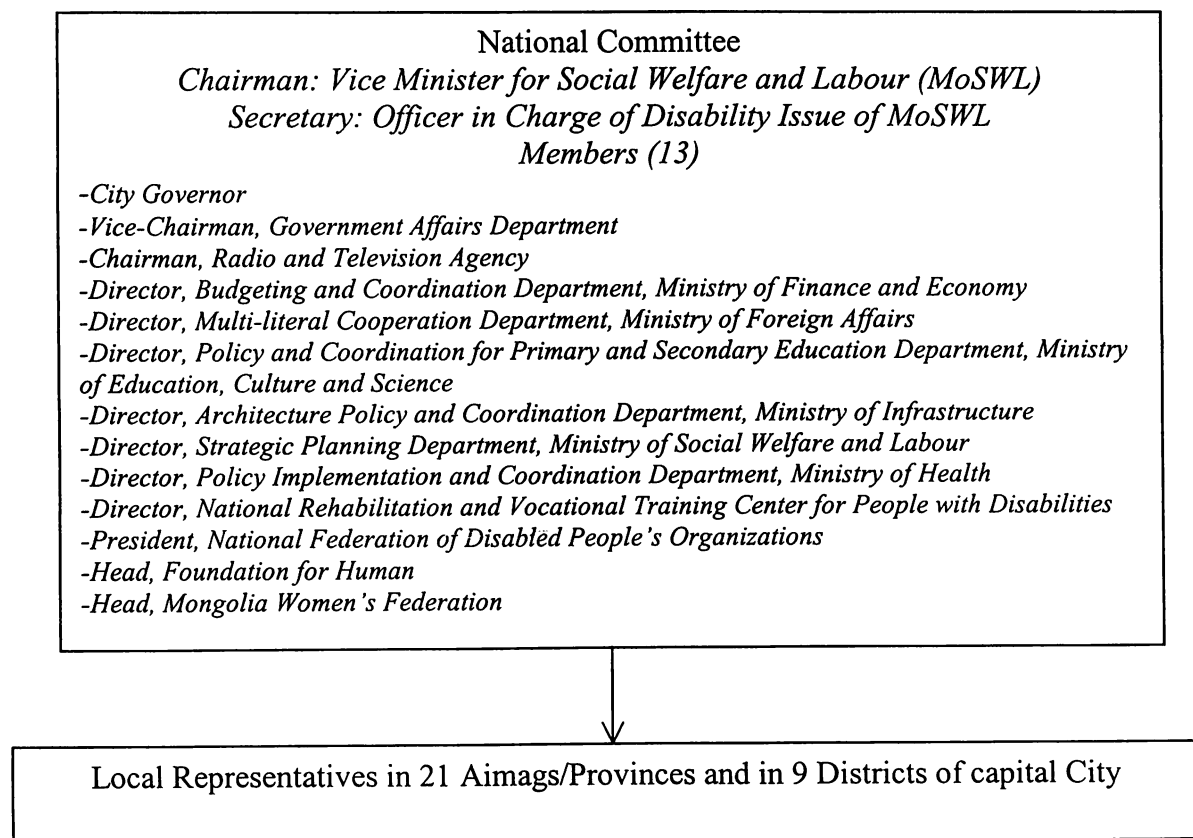 National Committee
Chairman: Vice Minister for Social Welfare and Labour (MoSWL)
Secretary: Officer in Charge of Disability Issue of MoSWL
Members (13)
-City Governor
-Vice-Chairman, Government Affairs Department
-Chairman, Radio and Television Agency
-Director, Budgeting and Coordination Department, Ministry of Finance and Economy
-Director, Multi-literal Cooperation Department, Ministry of Foreign Affairs
-Director, Policy and Coordination for Primary and Secondary Education Department, Ministry
of Education, Culture and Science
-Director, Architecture Policy and Coordination Department, Ministry of Infrastructure
-Director, Strategic Planning Department, Ministry of Social Welfare and Labour
-Director, Policy Implementation and Coordination Department, Ministry of Health
-Director, National Rehabilitation and Vocational Training Center for People with Disabilities
-President, National Federation of Disabled People's Organizations
-Head, Foundation for Human
-Head, Mongolia Women's Federation
Local Representatives in 21 Aimags/Provinces and in 9 Districts of capital City